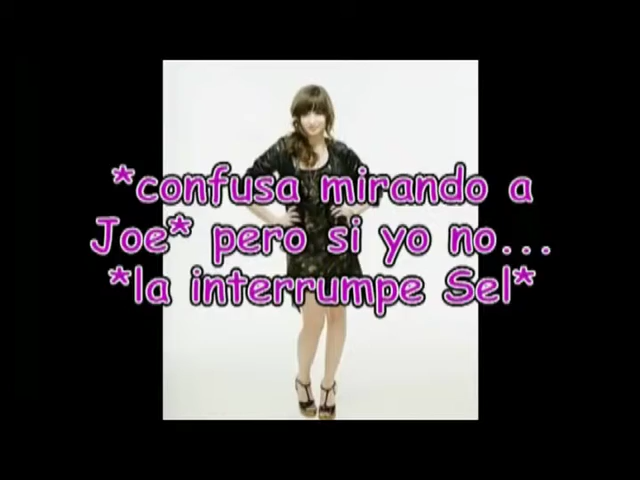 *confusa mirando a
Joe* pero si yo no...
*la interrumpe Sel*